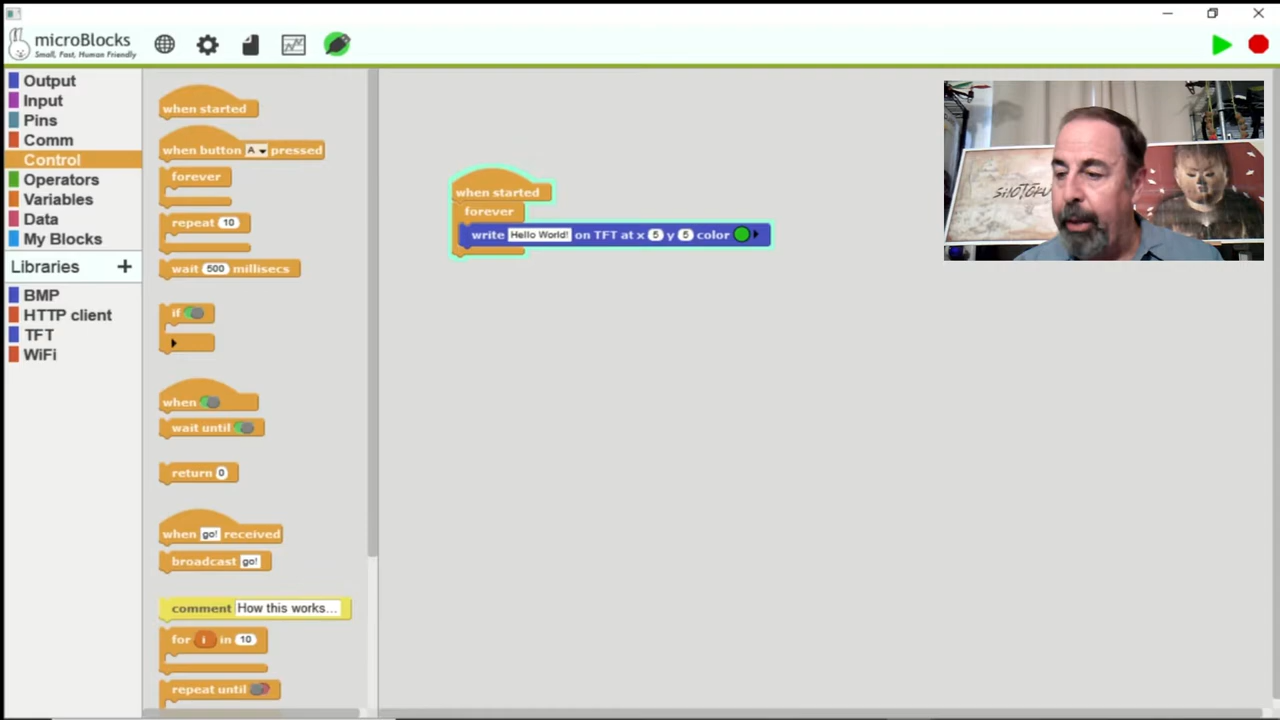 microBlocks
Small, Fast, Human Friendly
Output
Input
Pins
Comm
Control
Operators
Variables
Data
My Blocks
Libraries +
BMP
HTTP client
TFT
WiFi
when started
when button A pressed
forever
repeat 10
wait 500 millisecs
if
when
wait until
return 0
when go! received
broadcast go!
comment How this works...
for i in 10
repeat until
when started
forever
write Hello World! on TFT at x 5 y 5 color
SHOTOKU